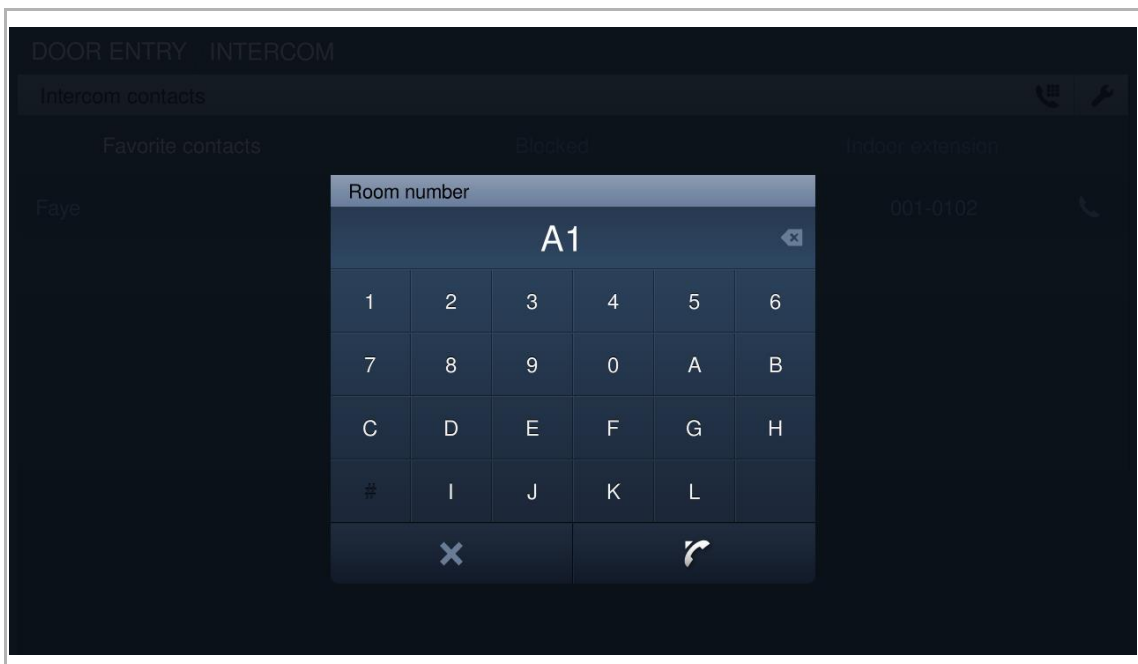 DOOR ENTRY INTERCOM
Intercom contacts
Favorite contacts Blocked Indoor extension
Room number
Faye 001-0102
A1
1 2 3 4 5 6
7 8 9 0 A B
C D E F G H
# I J K L